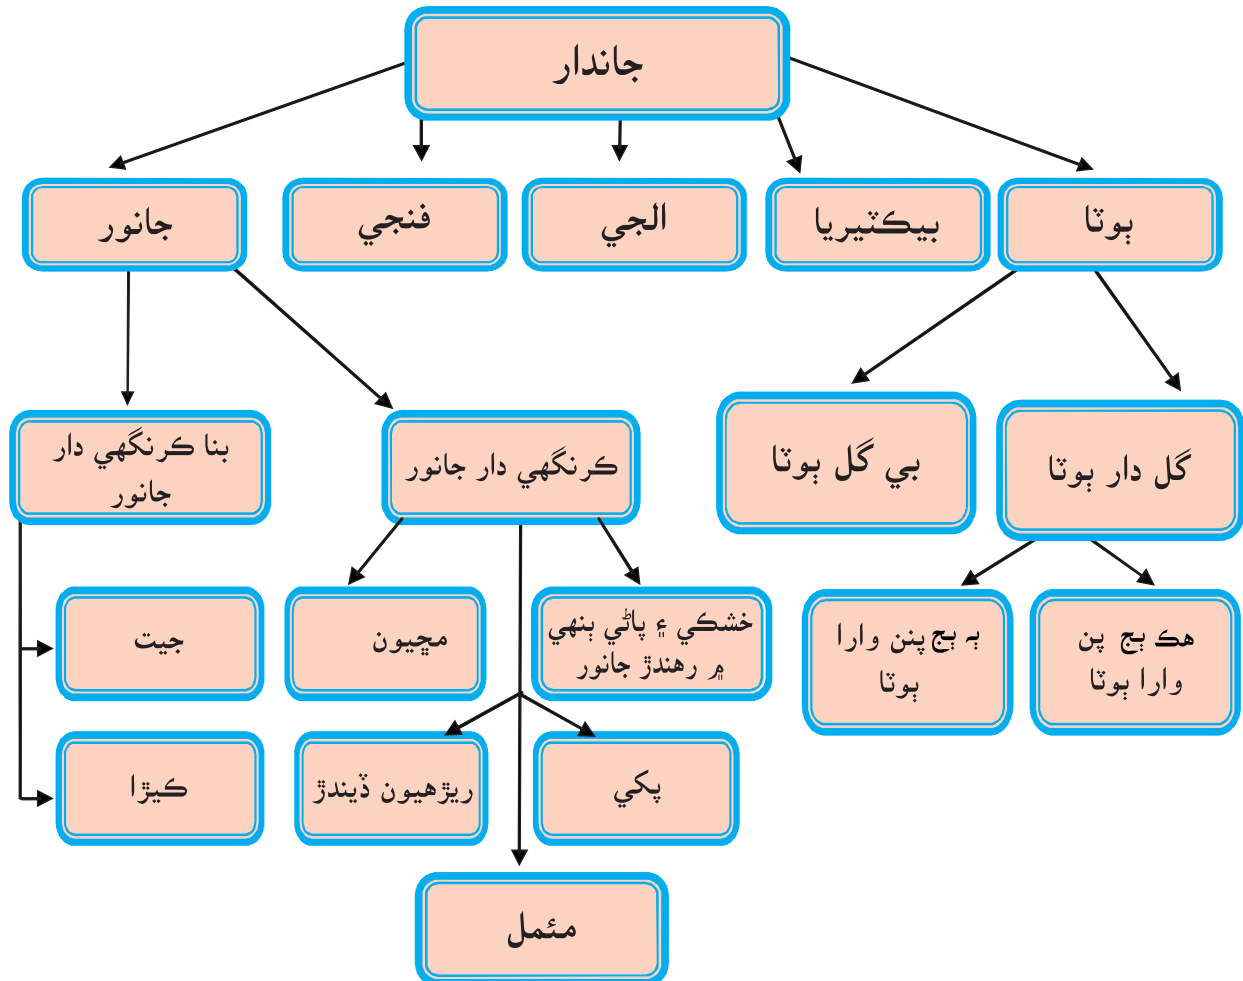 جاندار
ٻوٽا
بيڪٽيريا
الجي
فنجي
جانور
گل دار ٻوٽا
بي گل ٻوٽا
ڪرنگهي دار جانور
بنا ڪرنگهي دار
جانور
هڪ ٻج پن
وارا ٻوٽا
ٻہ ٻج پنن وارا
ٻوٽا
خشڪي ۽ پاڻي ٻنهي
۾ رهندڙ جانور
مڇيون
جيت
پکي
ريڙهيون ڏيندڙ
ڪيڙا
مئمل